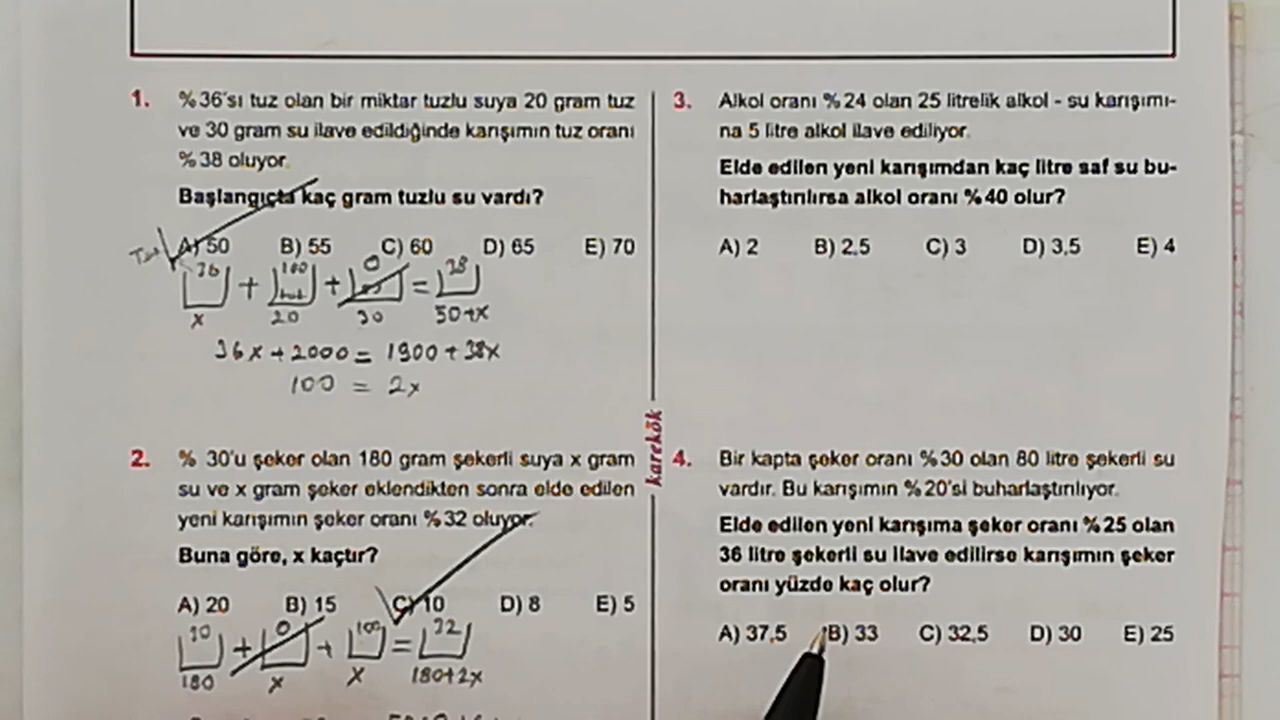 1. %36'sı tuz olan bir miktar tuzlu suya 20 gram tuz
ve 30 gram su ilave edildiğinde karışımın tuz oranı
%38 oluyor.
Başlangıçta kaç gram tuzlu su vardı?
A) 50 B) 55 C) 60 D) 65 E) 70
36 + 100 + 0 = 38
x 20 30 50+x
36x + 2000 = 1900 + 38x
100 = 2x
2. % 30'u şeker olan 180 gram şekerli suya x gram
su ve x gram şeker eklendikten sonra elde edilen
yeni karışımın şeker oranı %32 oluyor.
Buna göre, x kaçtır?
A) 20 B) 15 C) 10 D) 8 E) 5
30 + 0 + 100 = 32
180 x x 180+2x
karekök
3. Alkol oranı %24 olan 25 litrelik alkol - su karışımı-
na 5 litre alkol ilave ediliyor.
Elde edilen yeni karışımdan kaç litre saf su bu-
harlaştırılırsa alkol oranı %40 olur?
A) 2 B) 2,5 C) 3 D) 3,5 E) 4
4. Bir kapta şeker oranı %30 olan 80 litre şekerli su
vardır. Bu karışımın %20'si buharlaştırılıyor.
Elde edilen yeni karışıma şeker oranı %25 olan
36 litre şekerli su ilave edilirse karışımın şeker
oranı yüzde kaç olur?
A) 37,5 B) 33 C) 32,5 D) 30 E) 25